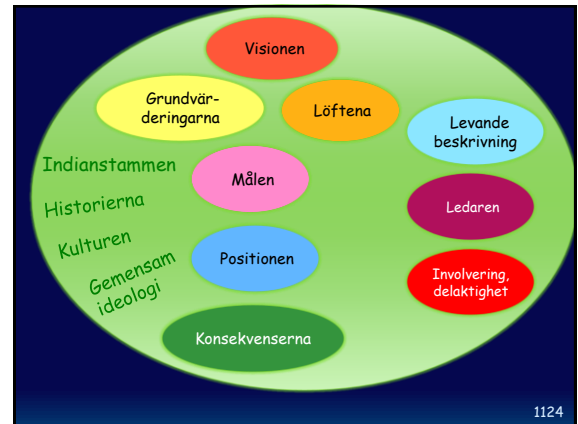 Visionen
Grundvär-
deringarna
Löftena
Levande
beskrivning
Indianstammen
Målen
Historierna
Ledaren
Kulturen
Positionen
Gemensam
ideologi
Involvering,
delaktighet
Konsekvenserna
1124